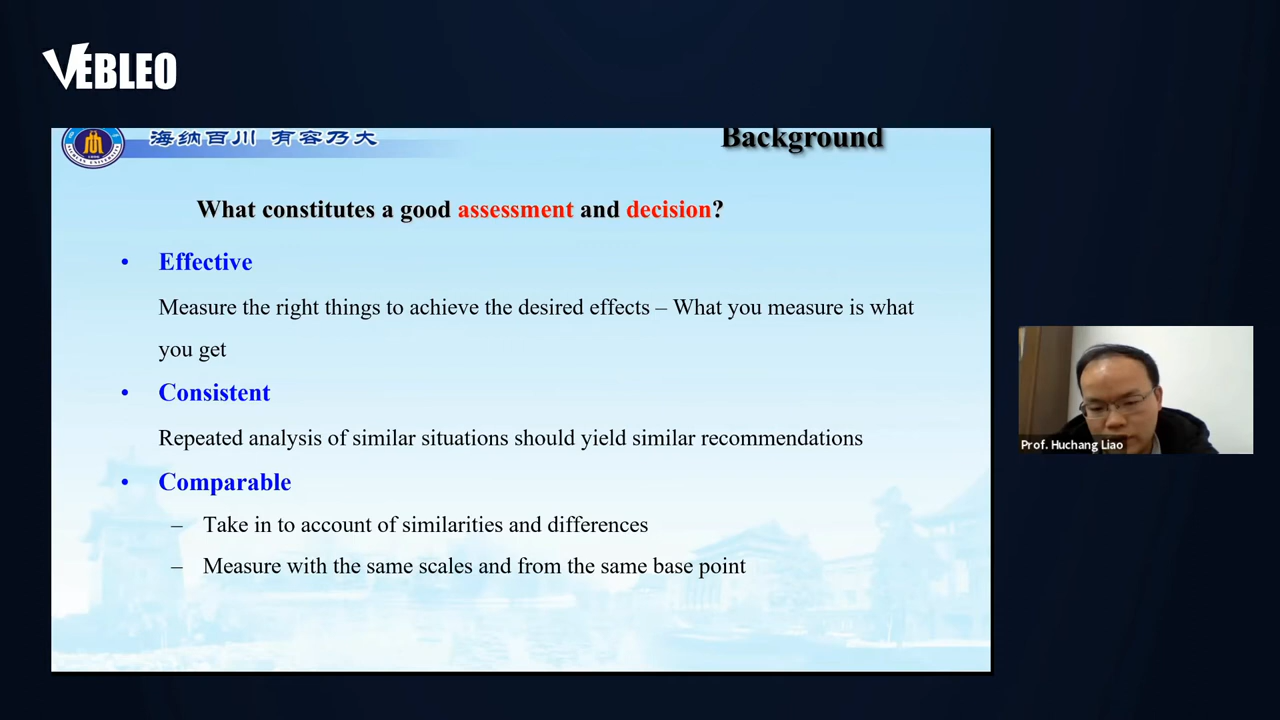 VEBLEO
海纳百川 有容乃大
Background
What constitutes a good assessment and decision?
• Effective
Measure the right things to achieve the desired effects – What you measure is what
you get
• Consistent
Repeated analysis of similar situations should yield similar recommendations
• Comparable
– Take in to account of similarities and differences
– Measure with the same scales and from the same base point
Prof. Huchang Liao